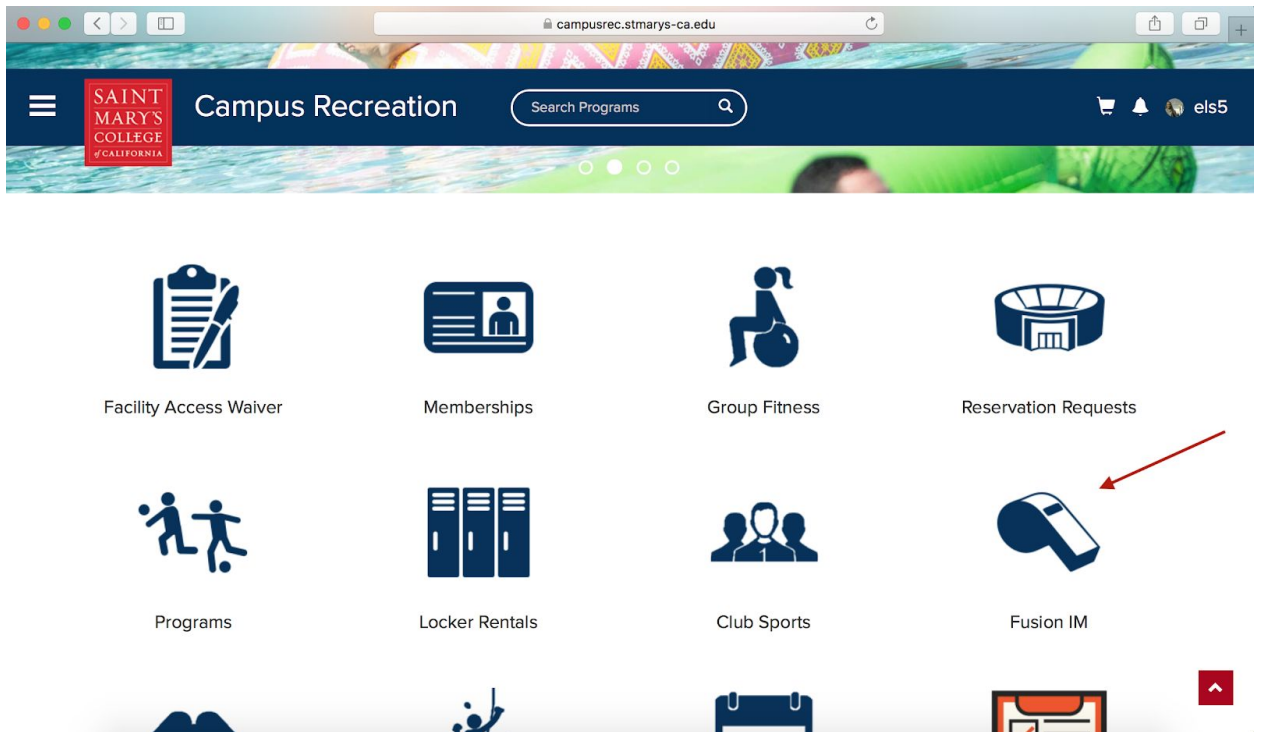 campusrec.stmarys-ca.edu
SAINT
MARY'S
COLLEGE
of CALIFORNIA
Campus Recreation
Search Programs
els5
Facility Access Waiver
Memberships
Group Fitness
Reservation Requests
1
Programs
Locker Rentals
Club Sports
Fusion IM